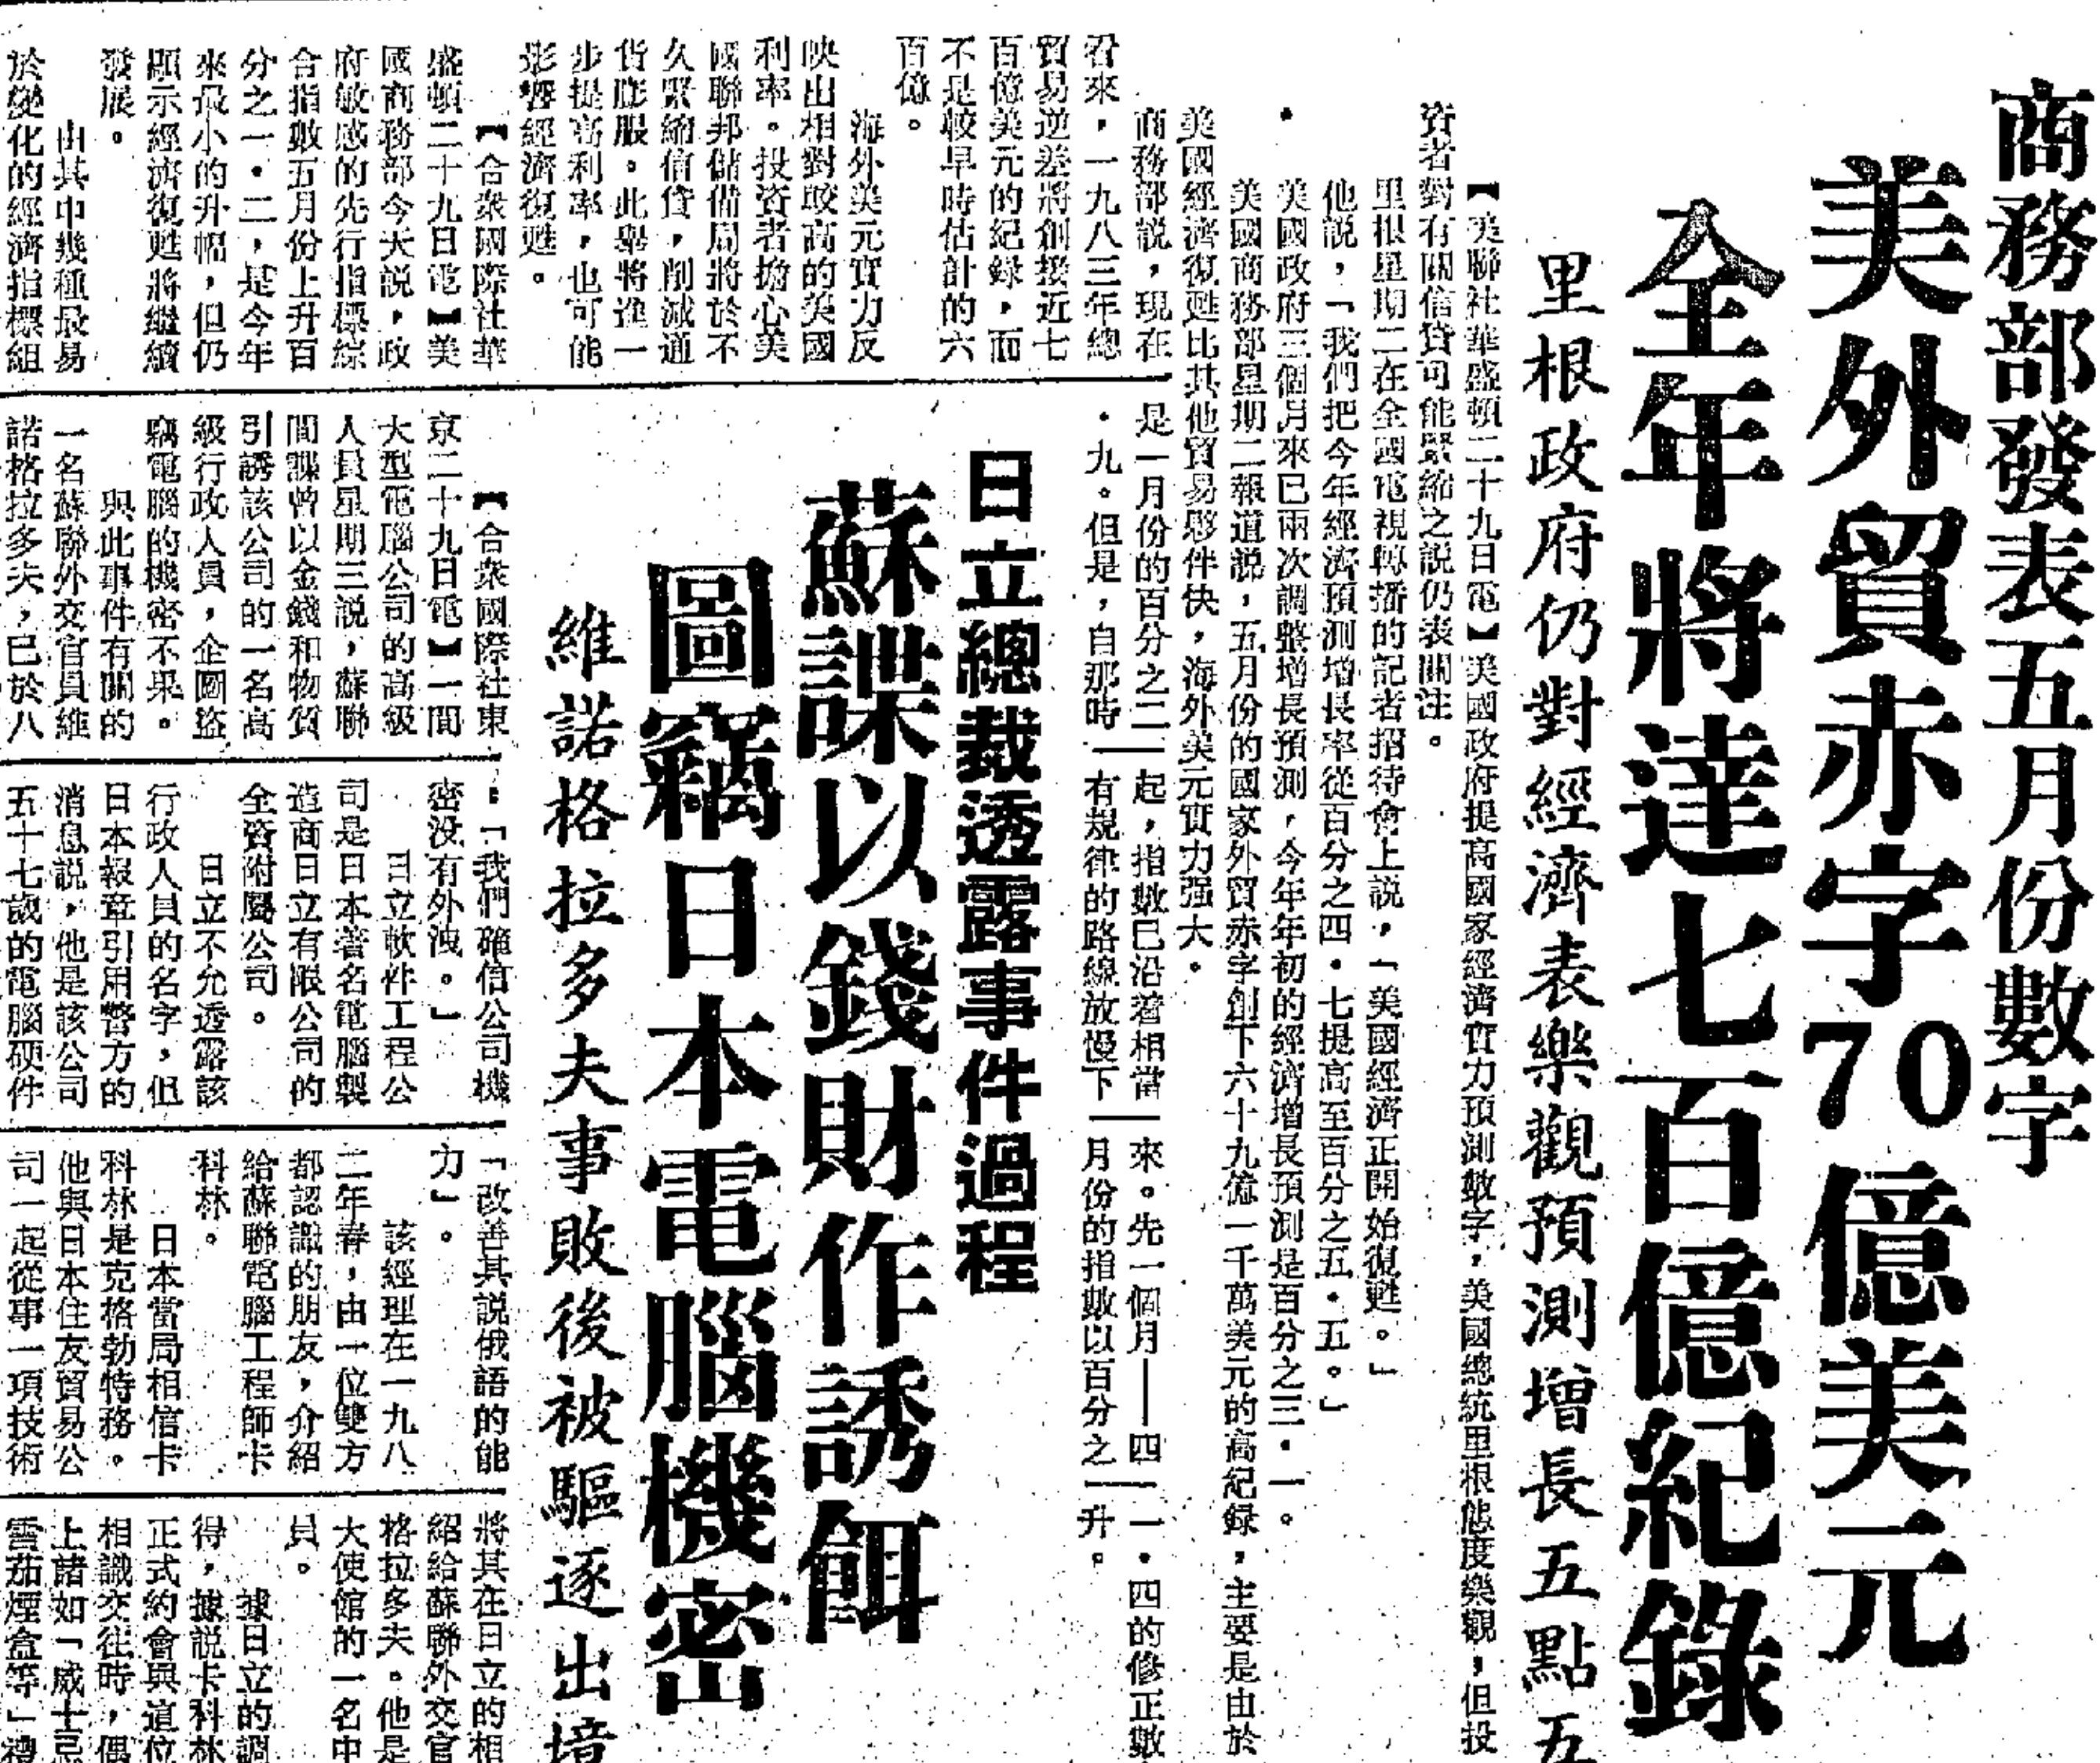 商務部發表五月份數字
美外貿赤字70億美元
全年將達七百億紀錄
里根政府仍對經濟表樂觀預測增長五點五
【美聯社華盛頓二十九日電】美國政府提高國家經濟實力預測數字，美國總統里根態度樂觀，但投
資者對有關信貸司能緊縮之説仍表關注。
里根星期二在全國電視轉播的記者招待會上説，「美國經濟正開始復甦。」
他説，「我們把今年經濟預測增長率從百分之四・七提高至百分之五・五。」
美國政府三個月來已兩次調整增長預測，今年年初的經濟增長預測是百分之三・一。
美國商務部星期二報道説，五月份的國家外貿赤字創下六十九億一千萬美元的高紀録，主要是由於
美國經濟復甦比其他貿易夥伴快，海外美元實力强大。
商務部説，現在
看來，一九八三年總
貿易逆差將創接近七
百億美元的紀録，而
不是較早時估計的六
百億。
海外美元實力反
映出相對較高的美國
利率。投資者擔心美
國聯邦儲備局將於不
久緊縮信貸，削減通
貨膨脹。此舉將進一
步提高利率，也可能
影響經濟復甦。
【合衆國際社華
盛頓二十九日電】美
國商務部今天説，政
府敏感的先行指標綜
合指數五月份上升百
分之一・二，是今年
來最小的升幅，但仍
顯示經濟復甦將繼續
發展。
由其中幾種最易
於變化的經濟指標組
是一月份的百分之二
・九。但是，自那時
起，指數已沿着相當
有規律的路線放慢下
來。先一個月——四
月份的指數以百分之
一・四的修正數
升。
日立總裁透露事件過程
蘇諜以錢財作誘餌
圖竊日本電腦機密
維諾格拉多夫事敗後被驅逐出境
【合衆國際社東
京二十九日電】一間
大型電腦公司的高級
人員星期三説，蘇聯
間諜曾以金錢和物質
引誘該公司的一名高
級行政人員，企圖盜
竊電腦的機密不果。
與此事件有關的
一名蘇聯外交官員維
諾格拉多夫，已於八
：「我們確信公司機
密没有外洩。」
日立軟件工程公
司是日本著名電腦製
造商日立有限公司的
全資附屬公司。
日立不允透露該
行政人員的名字，但
日本報章引用警方的
消息説，他是該公司
五十七歲的電腦硬件
「改善其説俄語的能
力」。
該經理在一九八
二年春，由一位雙方
都認識的朋友，介紹
給蘇聯電腦工程師卡
科林。
日本當局相信卡
科林是克格勃特務。
他與日本住友貿易公
司一起從事一項技術
將其在日立的相
紹給蘇聯外交官
格拉多夫。他是
大使館的一名中
員。
據日立的調
得，據説卡科林
正式約會與這位
相識交往時，偶
上諸如「威士忌
雪茄煙盒等」禮